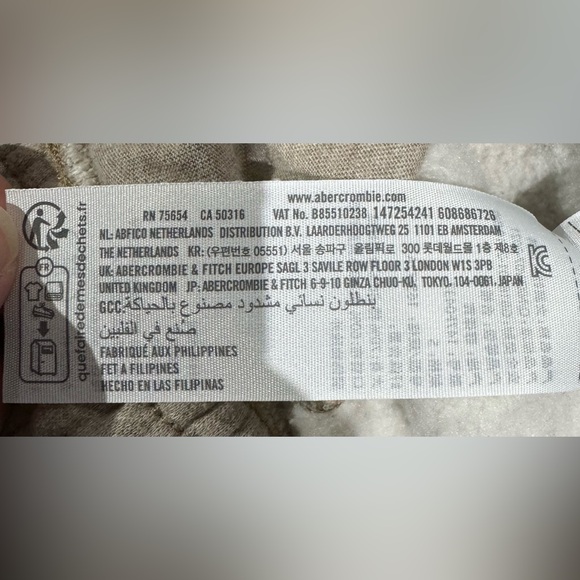 www.abercrombie.com
RN 75654 CA 50316 VAT No. B85510238 147254241 608686726
NL: ABFICO NETHERLANDS DISTRIBUTION B.V. LAARDERHOOGTWEG 25 1101 EB AMSTERDAM
THE NETHERLANDS KR: (우편번호 05551) 서울 송파구 올림픽로 300 롯데월드몰 1층 제8호
UK: ABERCROMBIE & FITCH EUROPE SAGL 3 SAVILE ROW FLOOR 3 LONDON W1S 3PB
UNITED KINGDOM JP: ABERCROMBIE & FITCH 6-9-10 GINZA CHUO-KU, TOKYO, 104-0061, JAPAN
GCC: بنطلون نسائي مشدود مصنوع بالحياكة
صنع في الفلبين
FABRIQUÉ AUX PHILIPPINES
FET A FILIPINES
HECHO EN LAS FILIPINAS
quefairedemesdechets.fr
FR